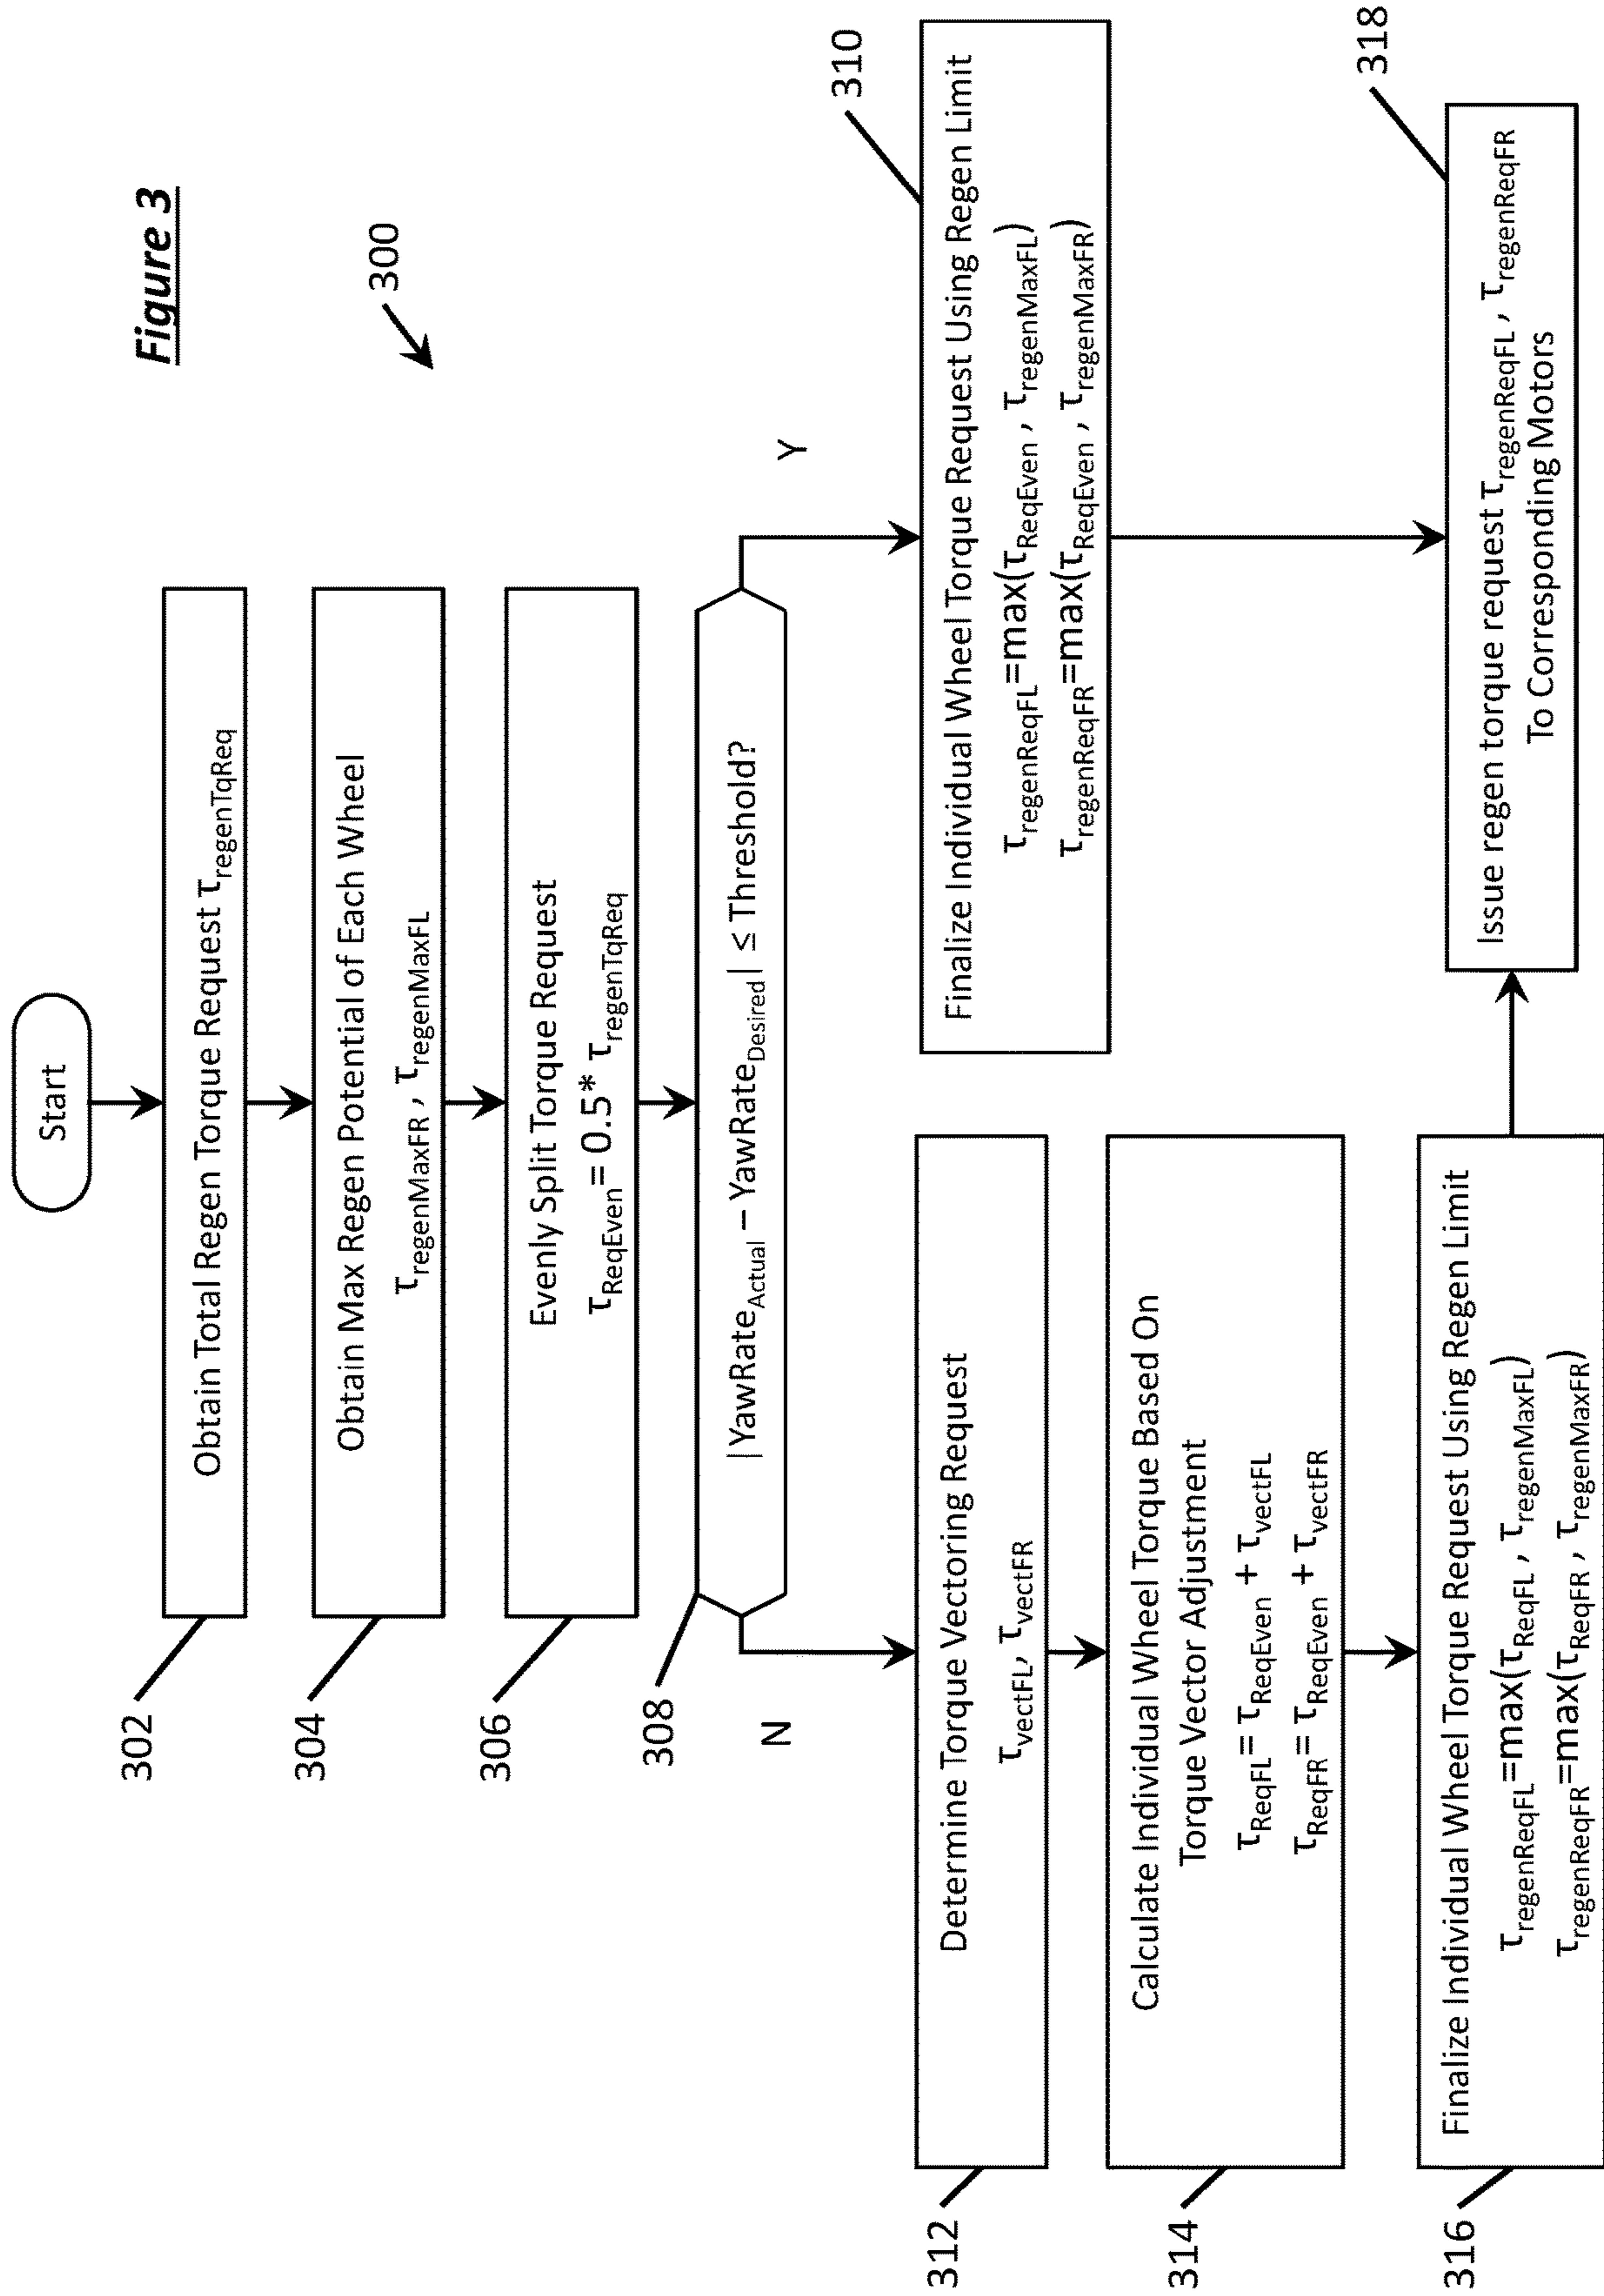 Figure 3
300
Start
302
Obtain Total Regen Torque Request τregenTqReq
304
Obtain Max Regen Potential of Each Wheel
τregenMaxFR , τregenMaxFL
306
Evenly Split Torque Request
τReqEven = 0.5* τregenTqReq
308
|YawRateActual – YawRateDesired| ≤ Threshold?
N
Y
310
Finalize Individual Wheel Torque Request Using Regen Limit
τregenReqFL=max(τReqEven , τregenMaxFL)
τregenReqFR=max(τReqEven , τregenMaxFR)
312
Determine Torque Vectoring Request
τvectFL, τvectFR
314
Calculate Individual Wheel Torque Based On
Torque Vector Adjustment
τReqFL = τReqEven + τvectFL
τReqFR = τReqEven + τvectFR
316
Finalize Individual Wheel Torque Request Using Regen Limit
τregenReqFL=max(τReqFL , τregenMaxFL)
τregenReqFR=max(τReqFR , τregenMaxFR)
318
Issue regen torque request τregenReqFL , τregenReqFR
To Corresponding Motors